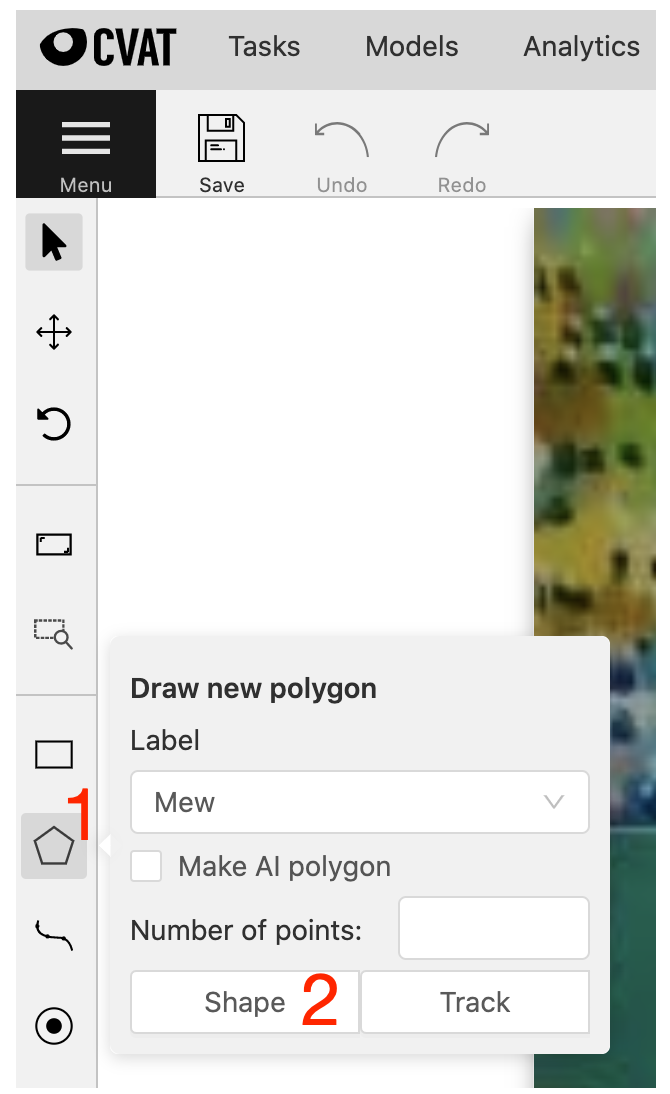 CVAT Tasks Models Analytics
Menu Save Undo Redo
Draw new polygon
Label
Mew
1
Make AI polygon
Number of points:
Shape 2 Track